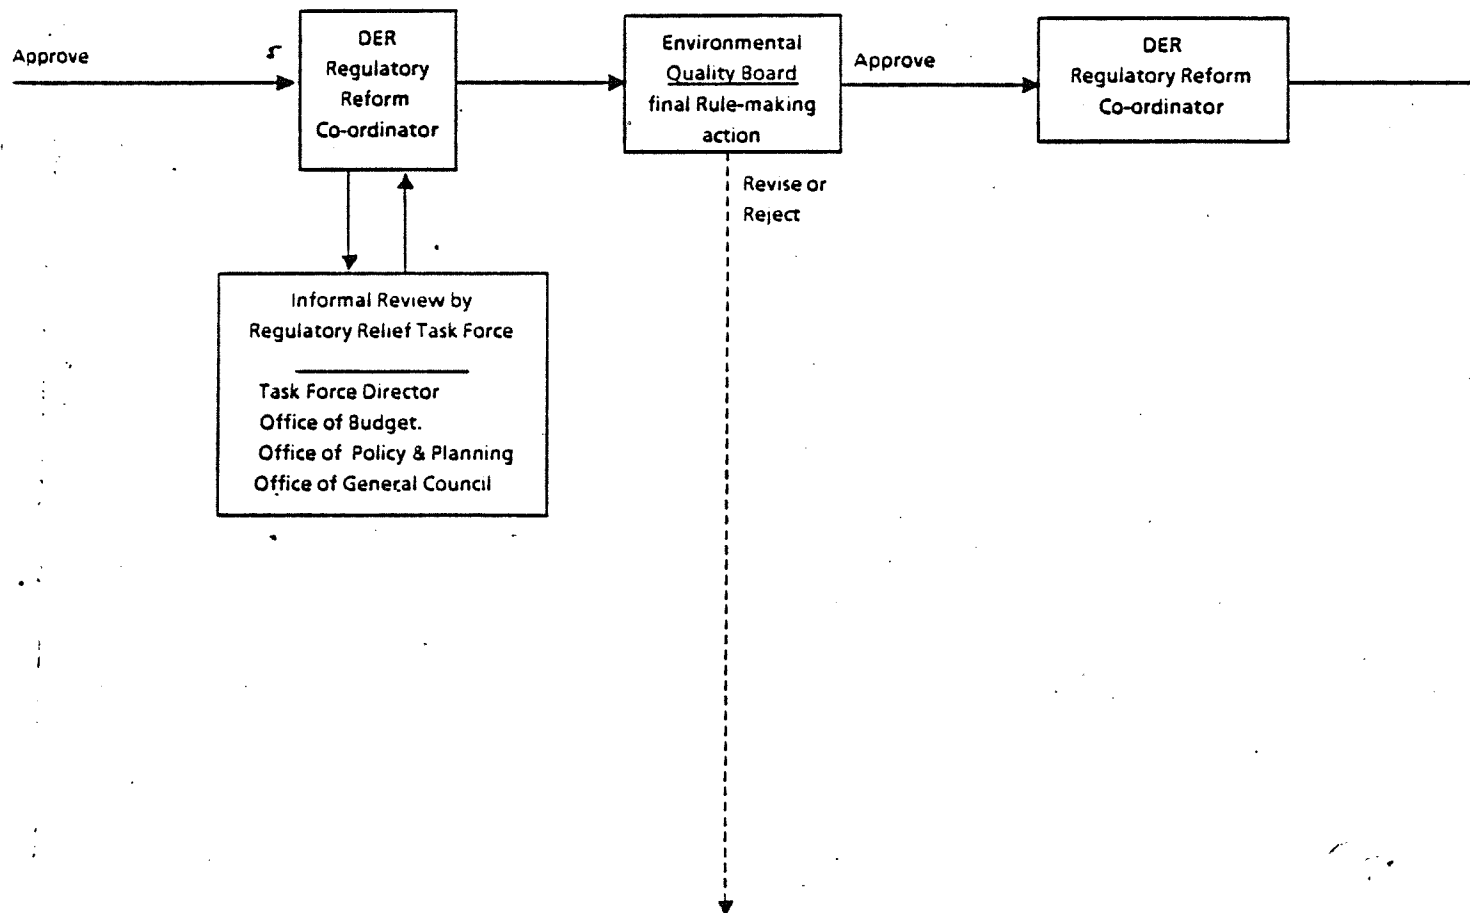 Approve
5
DER
Regulatory
Reform
Co-ordinator
Environmental
Quality Board
final Rule-making
action
Approve
DER
Regulatory Reform
Co-ordinator
Revise or
Reject
Informal Review by
Regulatory Relief Task Force
Task Force Director
Office of Budget.
Office of Policy & Planning
Office of General Council